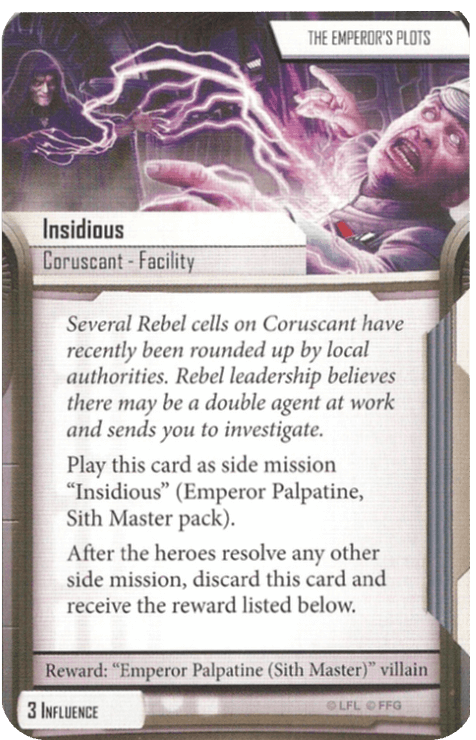 THE EMPEROR'S PLOTS
Insidious
Coruscant - Facility
Several Rebel cells on Coruscant have
recently been rounded up by local
authorities. Rebel leadership believes
there may be a double agent at work
and sends you to investigate.
Play this card as side mission
“Insidious” (Emperor Palpatine,
Sith Master pack).
After the heroes resolve any other
side mission, discard this card and
receive the reward listed below.
Reward: “Emperor Palpatine (Sith Master)” villain
3 INFLUENCE
© LFL © FFG